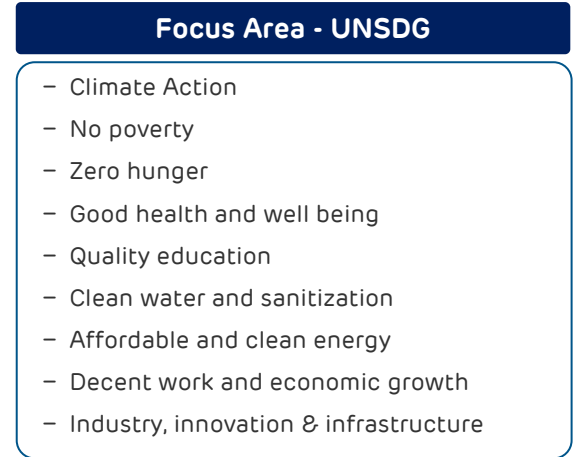 Focus Area - UNSDG
– Climate Action
– No poverty
– Zero hunger
– Good health and well being
– Quality education
– Clean water and sanitization
– Affordable and clean energy
– Decent work and economic growth
– Industry, innovation & infrastructure